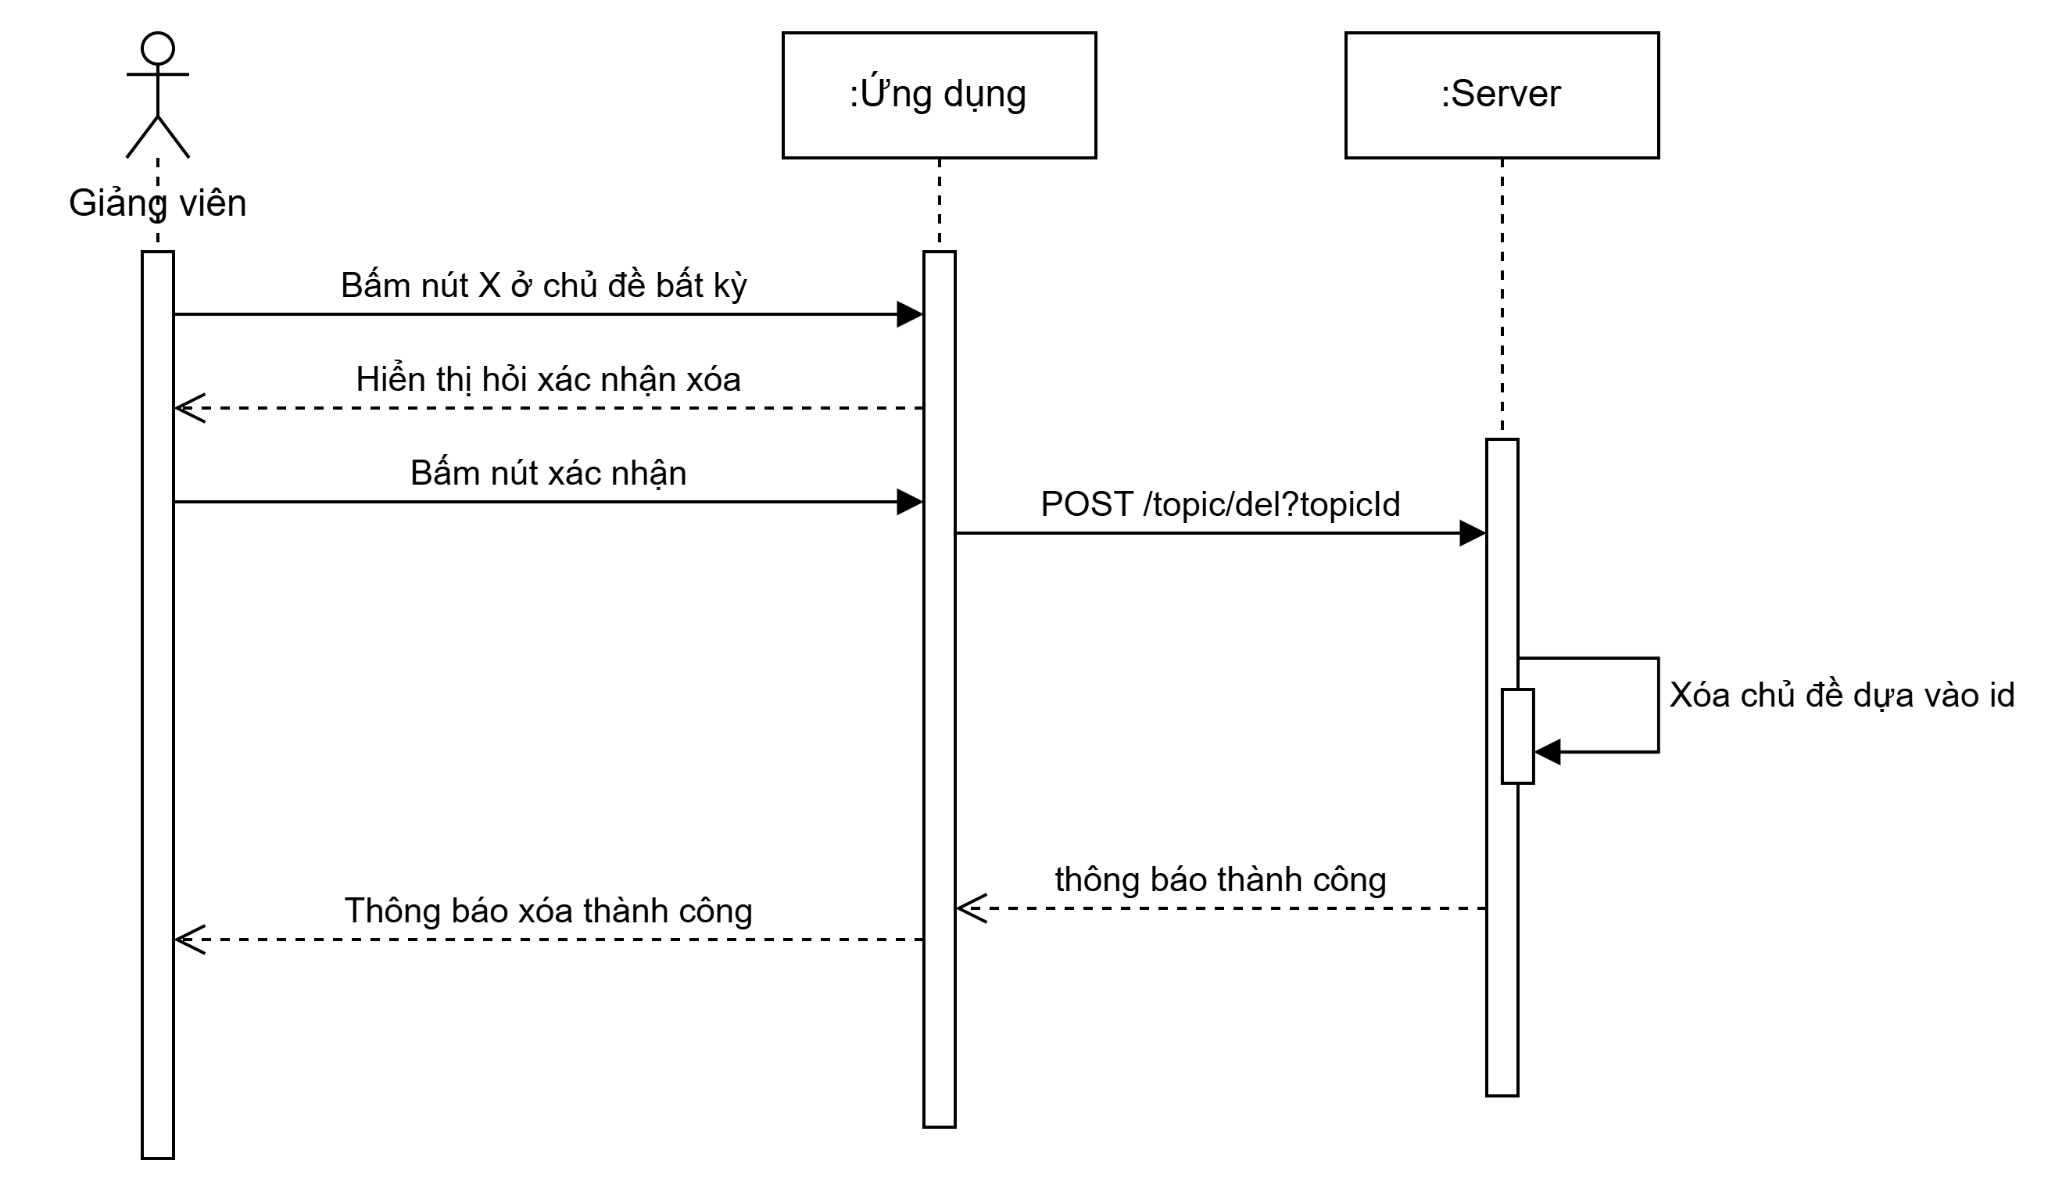 :Ứng dụng
:Server
Giảng viên
Bấm nút X ở chủ đề bất kỳ
Hiển thị hỏi xác nhận xóa
Bấm nút xác nhận
POST /topic/del?topicId
Xóa chủ đề dựa vào id
thông báo thành công
Thông báo xóa thành công